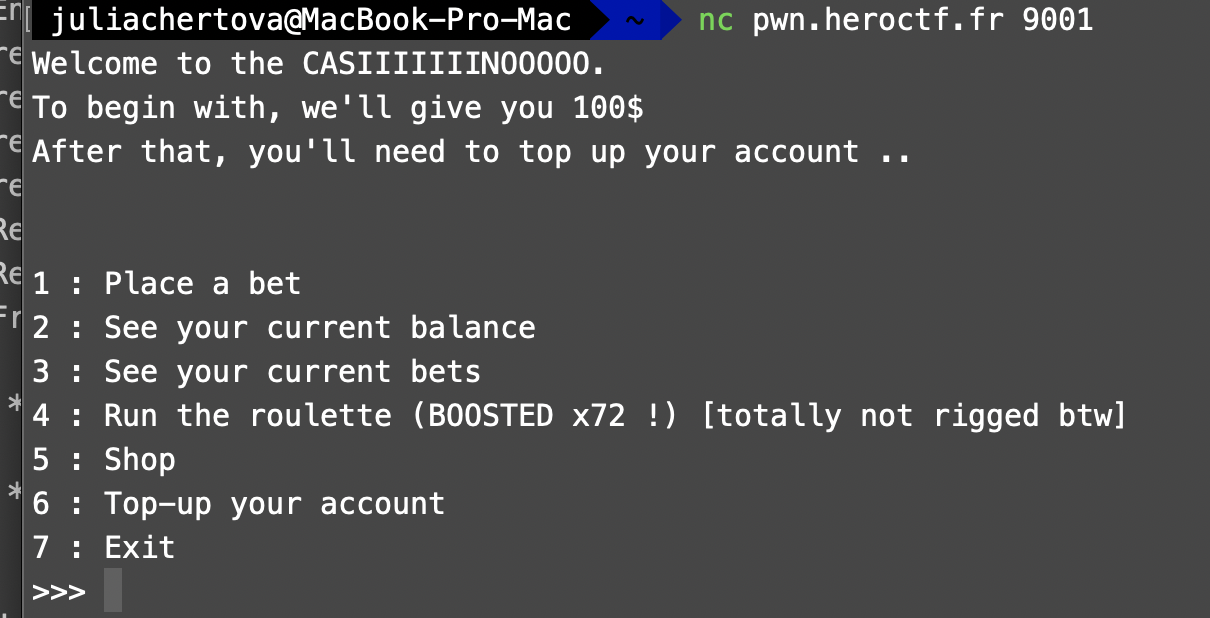 juliachertova@MacBook-Pro-Mac ~ nc pwn.heroctf.fr 9001
Welcome to the CASIIIIIIINOOOOO.
To begin with, we'll give you 100$
After that, you'll need to top up your account ..
1 : Place a bet
2 : See your current balance
3 : See your current bets
4 : Run the roulette (BOOSTED x72 !) [totally not rigged btw]
5 : Shop
6 : Top-up your account
7 : Exit
>>>